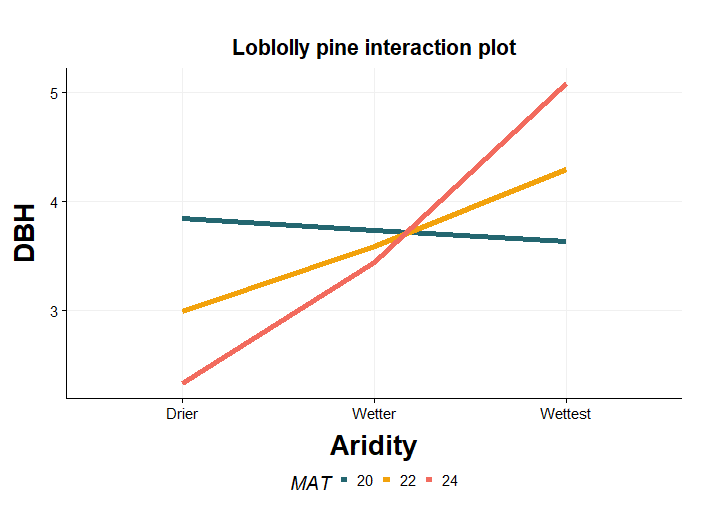 Loblolly pine interaction plot
5
4
3
DBH
Drier Wetter Wettest
Aridity
MAT 20 22 24